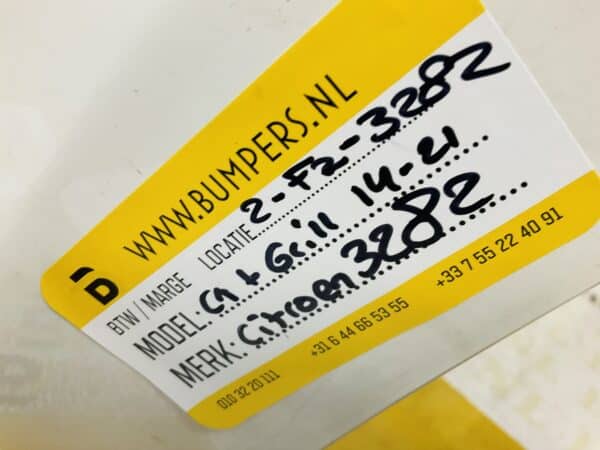 WWW.BUMPERS.NL
BTW / MARGE LOCATIE: 2-F2-3282
MODEL: C1 + Grill 14-21
MERK: Citroen 3282
010 32 20 111 +31 6 44 66 53 55 +33 7 55 22 40 91